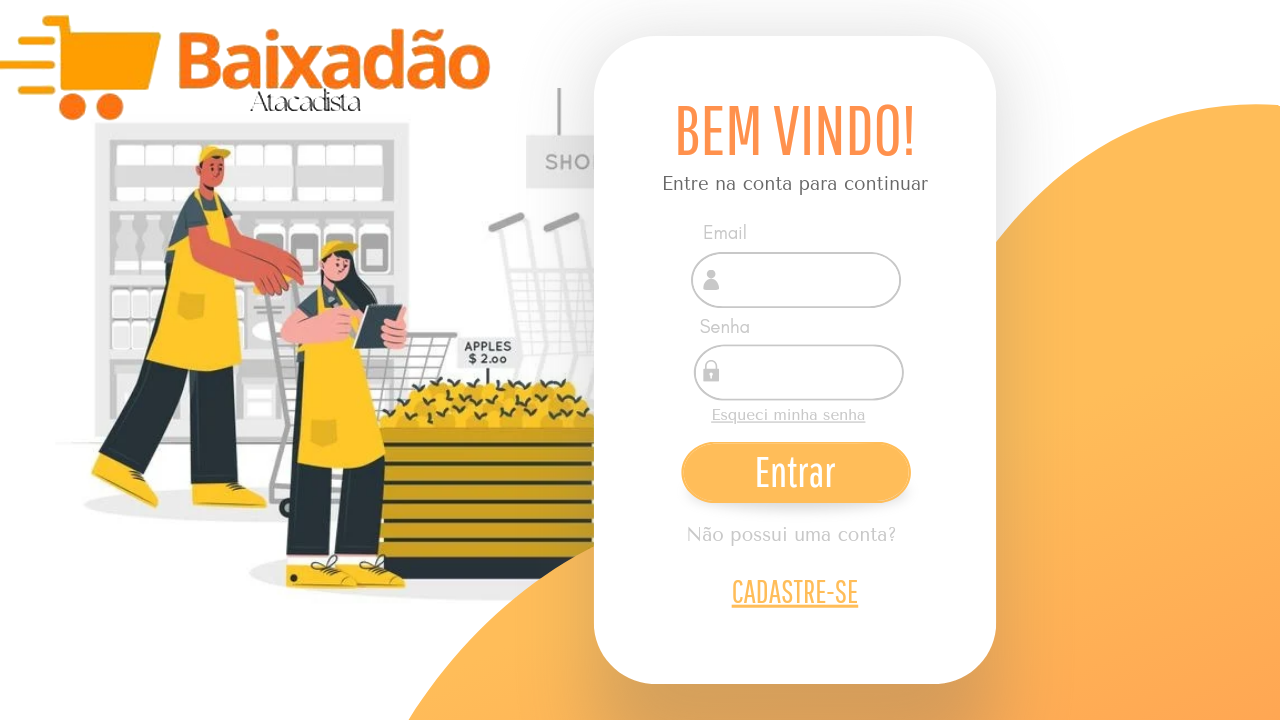 Baixadão
Atacadista
SHO
APPLES
$ 2.00
BEM VINDO!
Entre na conta para continuar
Email
Senha
Esqueci minha senha
Entrar
Não possui uma conta?
CADASTRE-SE